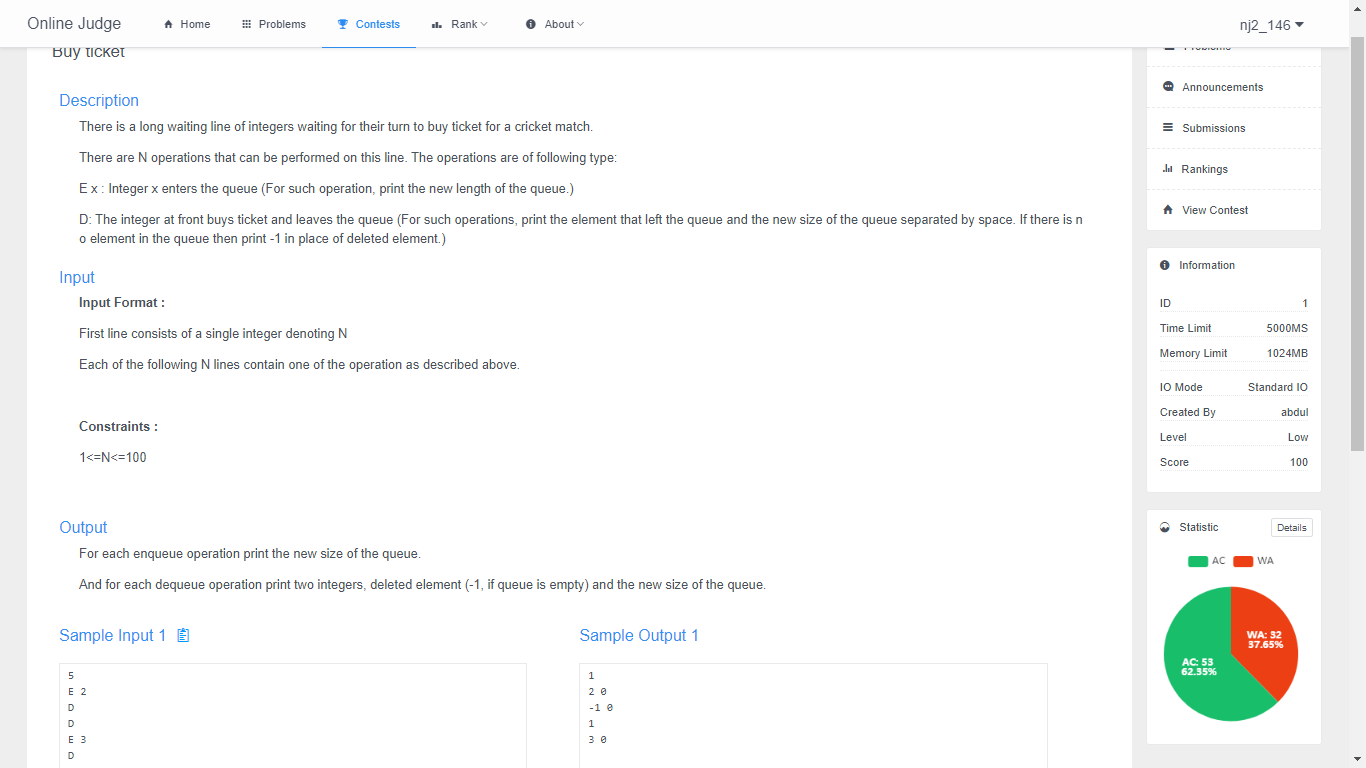 Online Judge
Home
Problems
Contests
Rank
About
nj2_146
Buy ticket
Description
There is a long waiting line of integers waiting for their turn to buy ticket for a cricket match.
There are N operations that can be performed on this line. The operations are of following type:
E x : Integer x enters the queue (For such operation, print the new length of the queue.)
D: The integer at front buys ticket and leaves the queue (For such operations, print the element that left the queue and the new size of the queue separated by space. If there is n
o element in the queue then print -1 in place of deleted element.)
Input
Input Format :
First line consists of a single integer denoting N
Each of the following N lines contain one of the operation as described above.
Constraints :
1<=N<=100
Output
For each enqueue operation print the new size of the queue.
And for each dequeue operation print two integers, deleted element (-1, if queue is empty) and the new size of the queue.
Sample Input 1
5
E 2
D
D
E 3
D
Sample Output 1
1
2 0
-1 0
1
3 0
Problems
Announcements
Submissions
Rankings
View Contest
Information
ID 1
Time Limit 5000MS
Memory Limit 1024MB
IO Mode Standard IO
Created By abdul
Level Low
Score 100
Statistic Details
AC WA
WA: 32
37.65%
AC: 53
62.35%